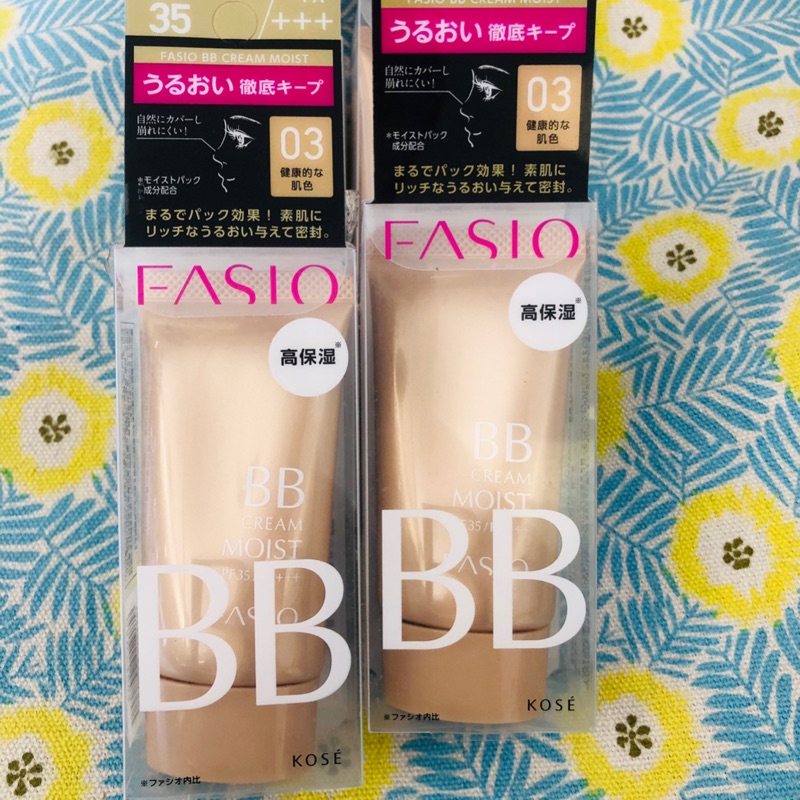 35
+++
FASIO BB CREAM MOIST
うるおい 徹底キープ
自然にカバーし
崩れにくい!
*モイストパック
成分配合
03
健康的な
肌色
まるでパック効果! 素肌に
リッチなうるおい与えて密封。
FASIO
高保湿※
BB
CREAM
MOIST
BB
KOSÉ
※ファシオ内比
FASIO BB CREAM MOIST
うるおい 徹底キープ
自然にカバーし
崩れにくい!
*モイストパック
成分配合
03
健康的な
肌色
まるでパック効果! 素肌に
リッチなうるおい与えて密封。
FASIO
高保湿※
BB
CREAM
MOIST
BB
KOSÉ
※ファシオ内比